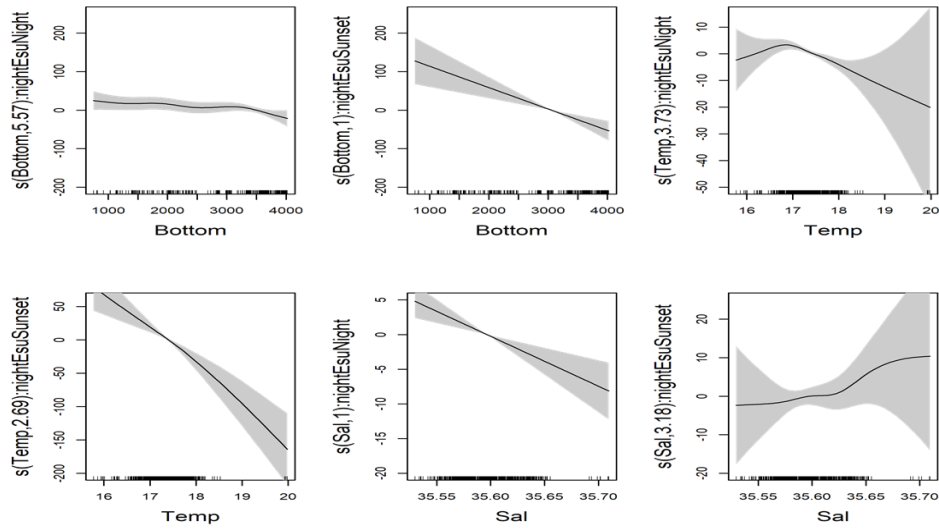 s(Bottom,5.57):nightEsuNight
200
100
0
-100
-200
1000 2000 3000 4000
Bottom
s(Bottom,1):nightEsuSunset
200
100
0
-100
-200
1000 2000 3000 4000
Bottom
s(Temp,3.73):nightEsuNight
10
0
-10
-20
-30
-40
-50
16 17 18 19 20
Temp
s(Temp,2.69):nightEsuSunset
50
0
-50
-100
-150
-200
16 17 18 19 20
Temp
s(Sal,1):nightEsuNight
5
0
-5
-10
-15
-20
35.55 35.60 35.65 35.70
Sal
s(Sal,3.18):nightEsuSunset
20
10
0
-10
-20
35.55 35.60 35.65 35.70
Sal